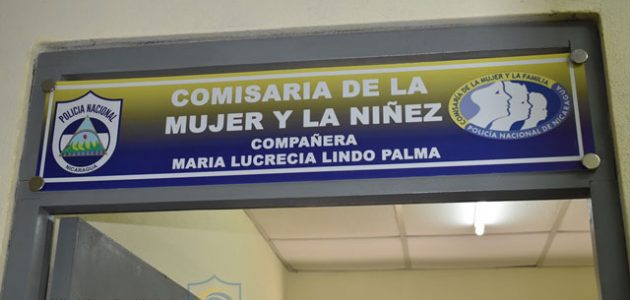 COMISARIA DE LA
MUJER Y LA NIÑEZ
COMPAÑERA
MARIA LUCRECIA LINDO PALMA
POLICIA NACIONAL
NICARAGUA
COMISARÍA DE LA MUJER Y LA FAMILIA
POLICÍA NACIONAL DE NICARAGUA